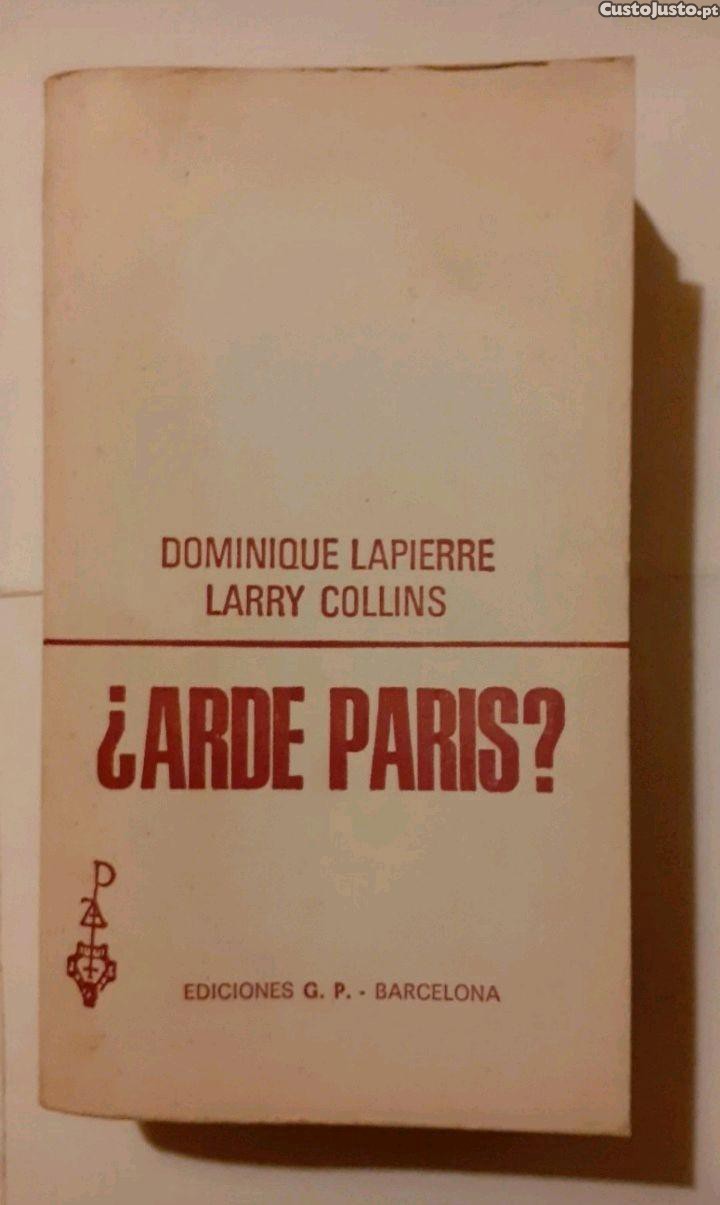 CustoJusto.pt
DOMINIQUE LAPIERRE
LARRY COLLINS
¿ARDE PARIS?
EDICIONES G. P. - BARCELONA